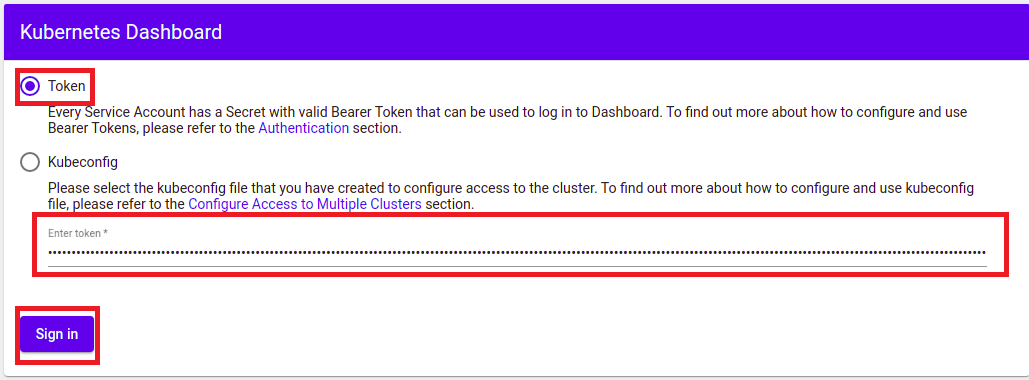 Kubernetes Dashboard
Token
Every Service Account has a Secret with valid Bearer Token that can be used to log in to Dashboard. To find out more about how to configure and use
Bearer Tokens, please refer to the Authentication section.
Kubeconfig
Please select the kubeconfig file that you have created to configure access to the cluster. To find out more about how to configure and use kubeconfig
file, please refer to the Configure Access to Multiple Clusters section.
Enter token *
Sign in